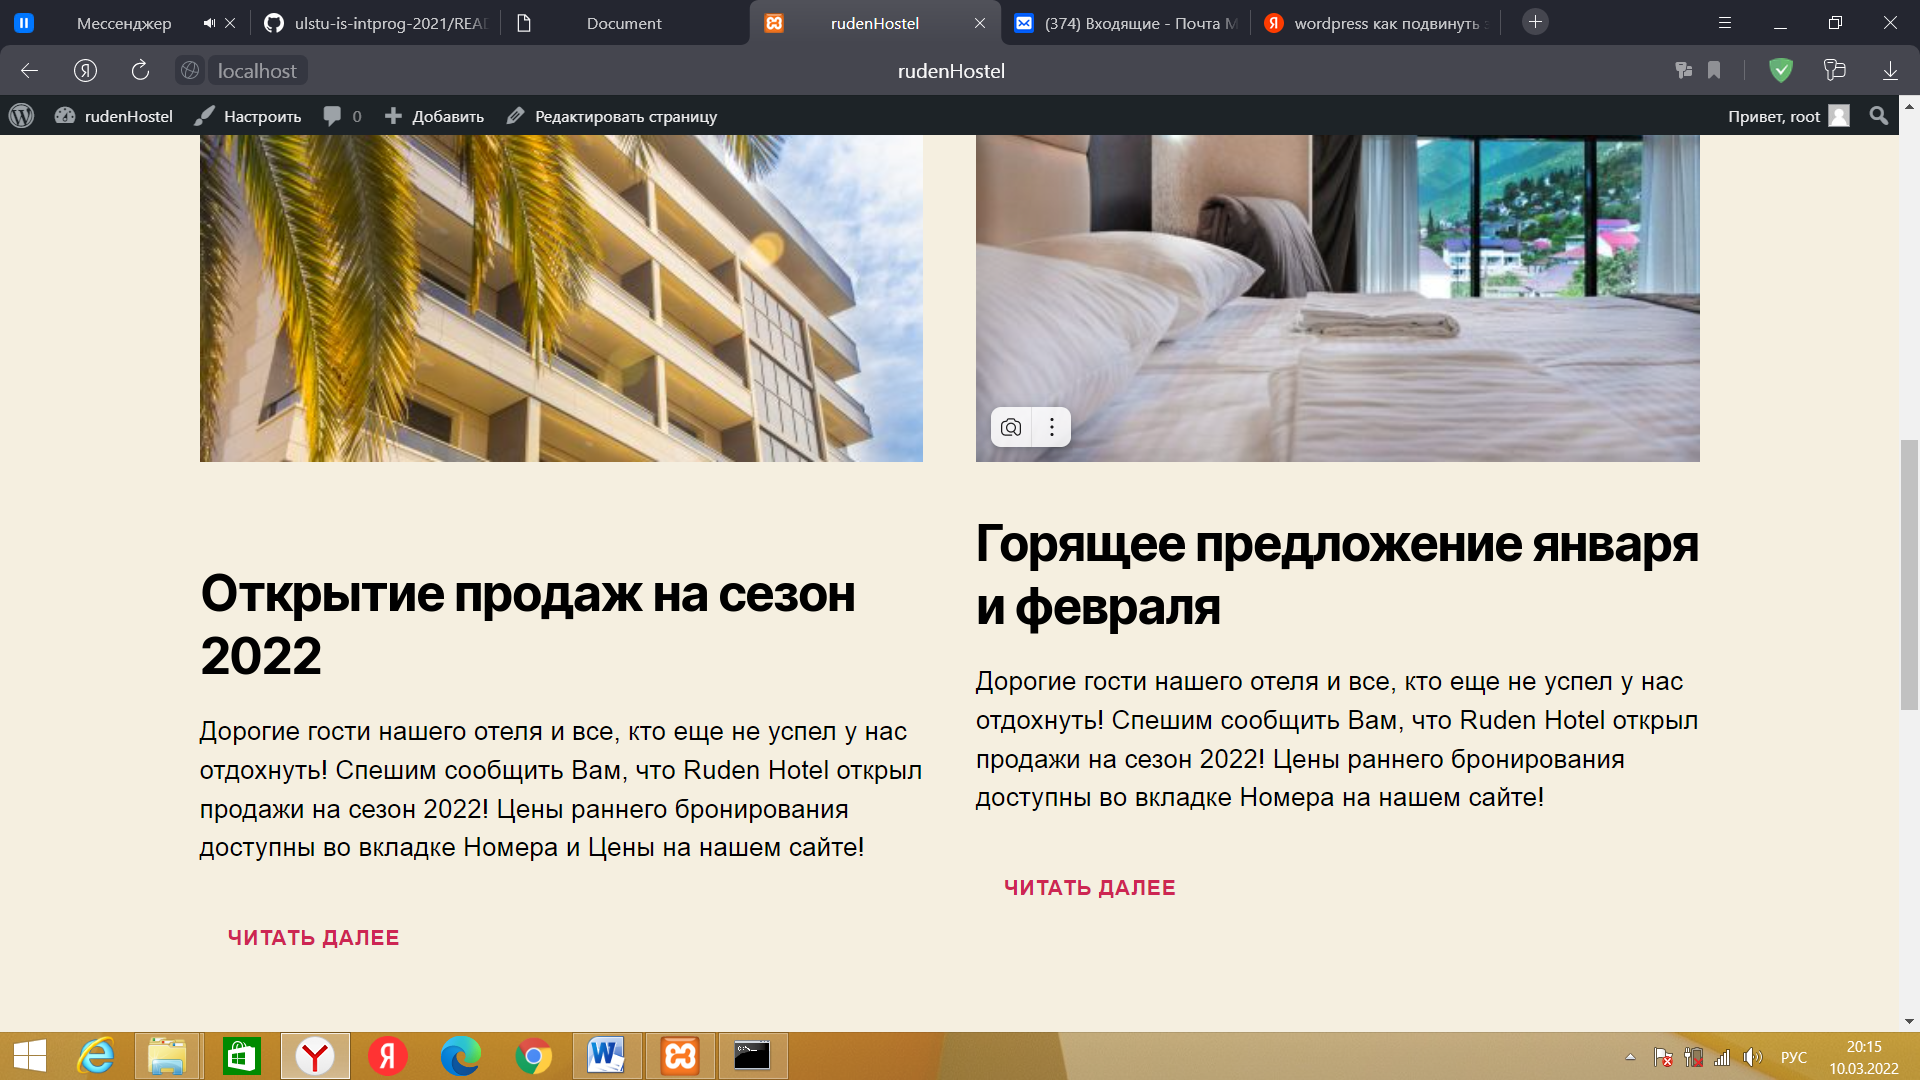 Мессенджер
ulstu-is-intprog-2021/READ
Document
rudenHostel
(374) Входящие - Почта M
Я
wordpress как подвинуть
Я
localhost
rudenHostel
rudenHostel
Настроить
0
Добавить
Редактировать страницу
Привет, root
Горящее предложение января
и февраля
Дорогие гости нашего отеля и все, кто еще не успел у нас
отдохнуть! Спешим сообщить Вам, что Ruden Hotel открыл
продажи на сезон 2022! Цены раннего бронирования
доступны во вкладке Номера на нашем сайте!
ЧИТАТЬ ДАЛЕЕ
Открытие продаж на сезон
2022
Дорогие гости нашего отеля и все, кто еще не успел у нас
отдохнуть! Спешим сообщить Вам, что Ruden Hotel открыл
продажи на сезон 2022! Цены раннего бронирования
доступны во вкладке Номера и Цены на нашем сайте!
ЧИТАТЬ ДАЛЕЕ
Я
РУС
20:15
10.03.2022